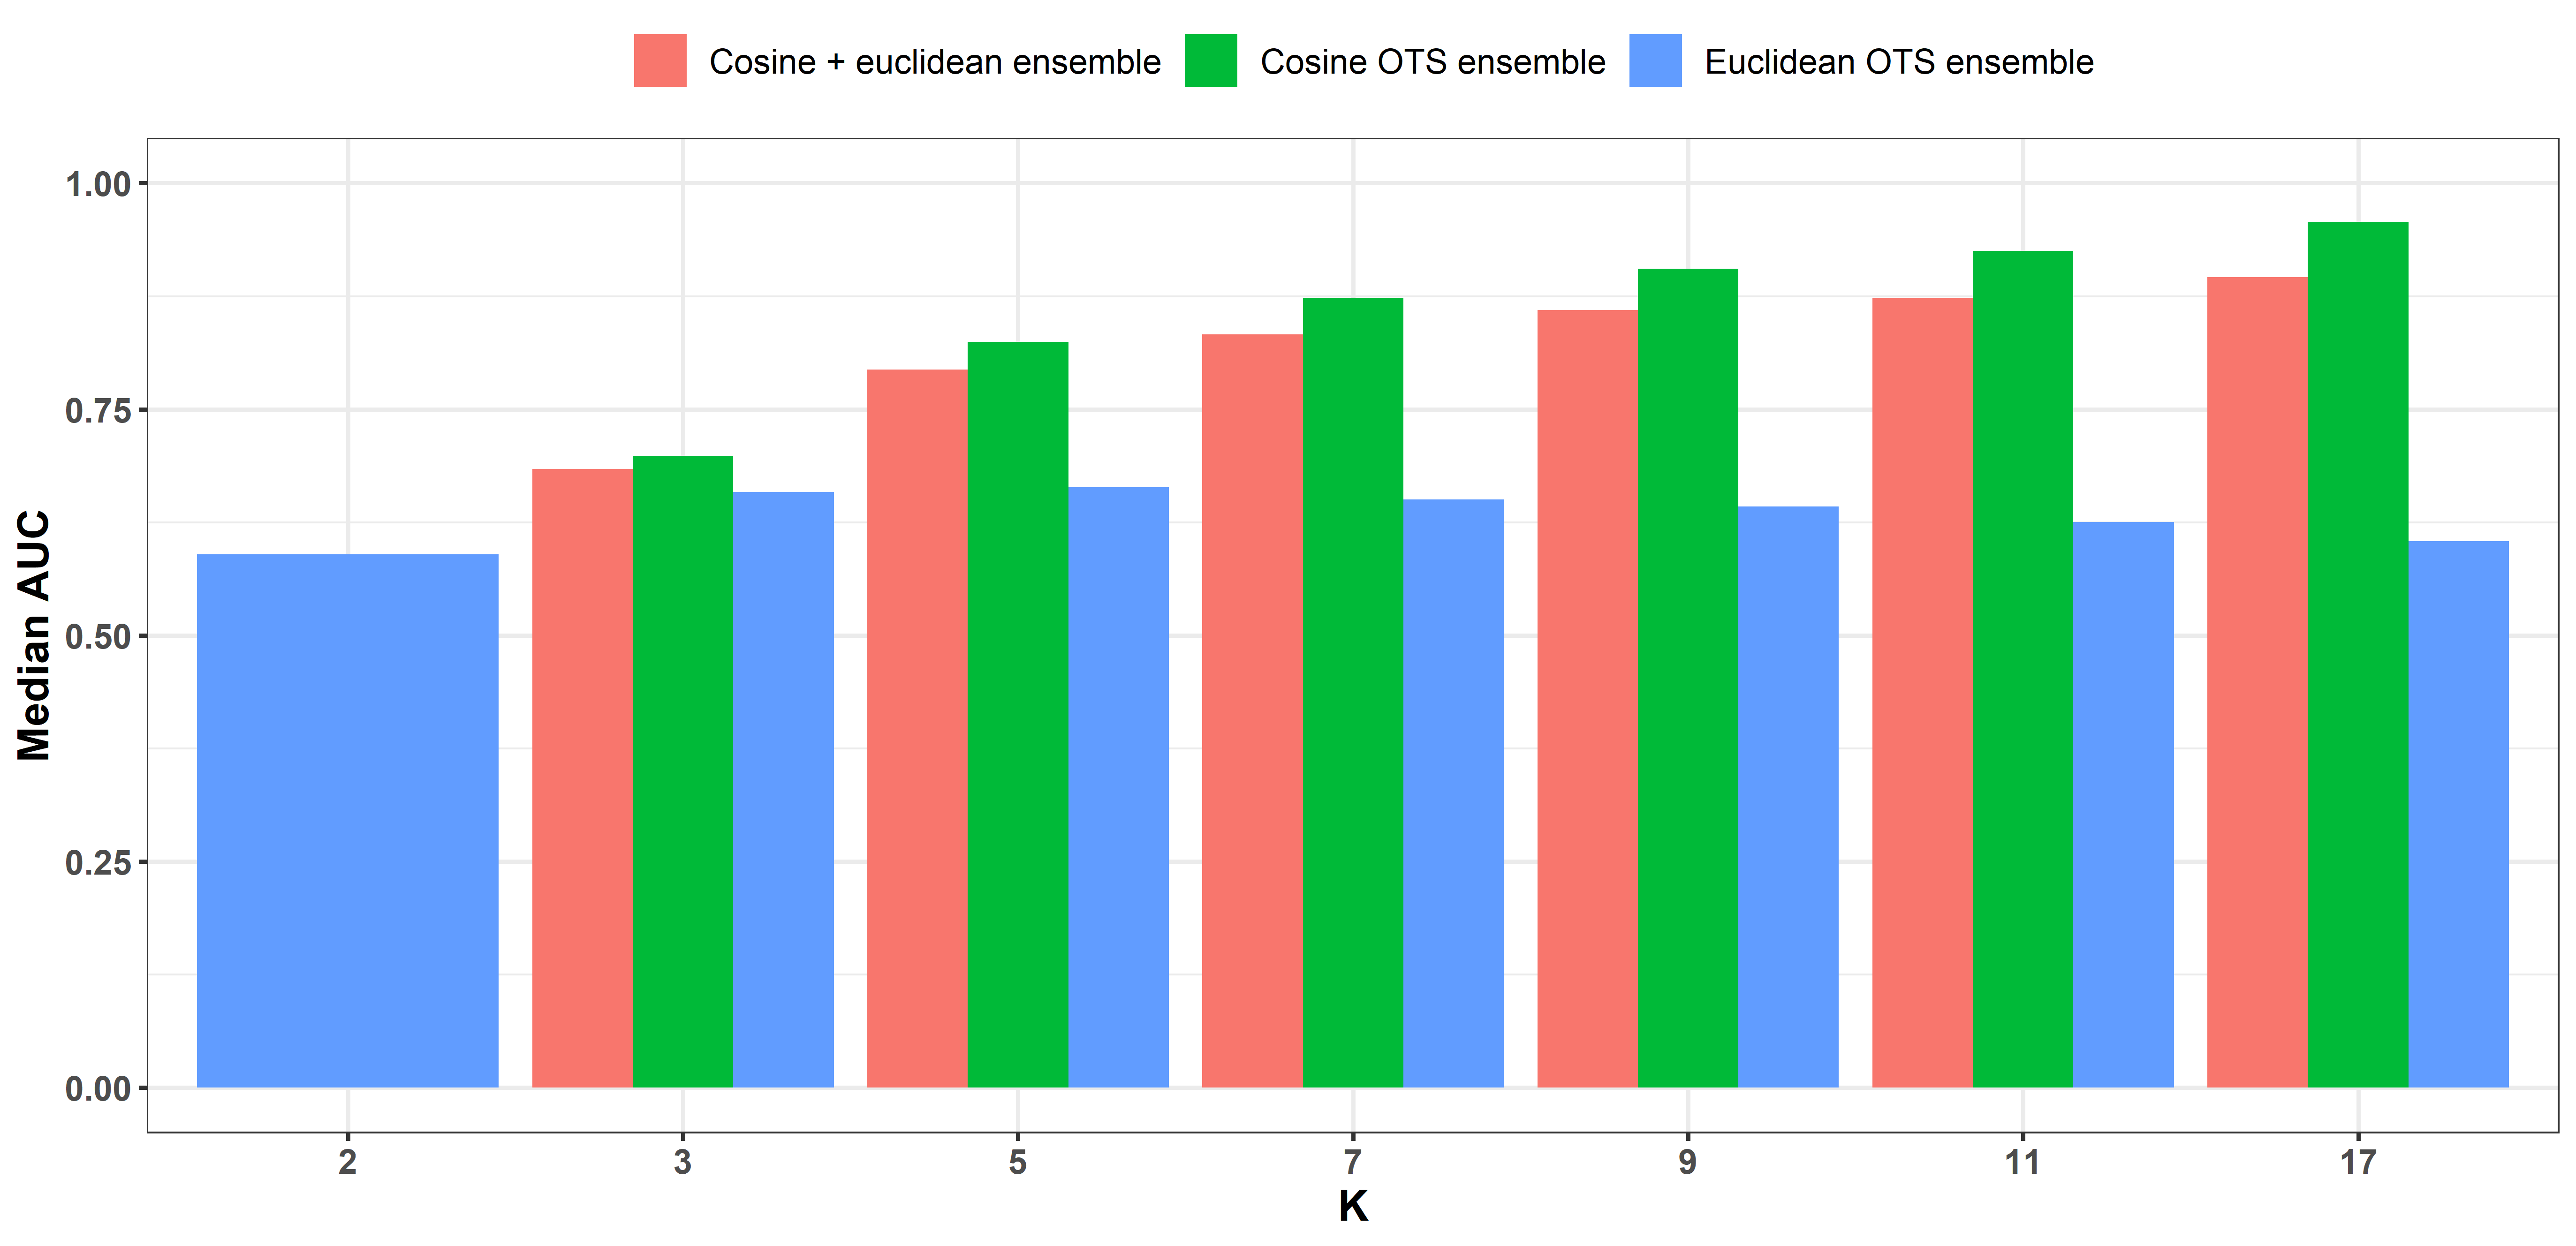 Cosine + euclidean ensemble Cosine OTS ensemble Euclidean OTS ensemble
Median AUC
1.00
0.75
0.50
0.25
0.00
2 3 5 7 9 11 17
K